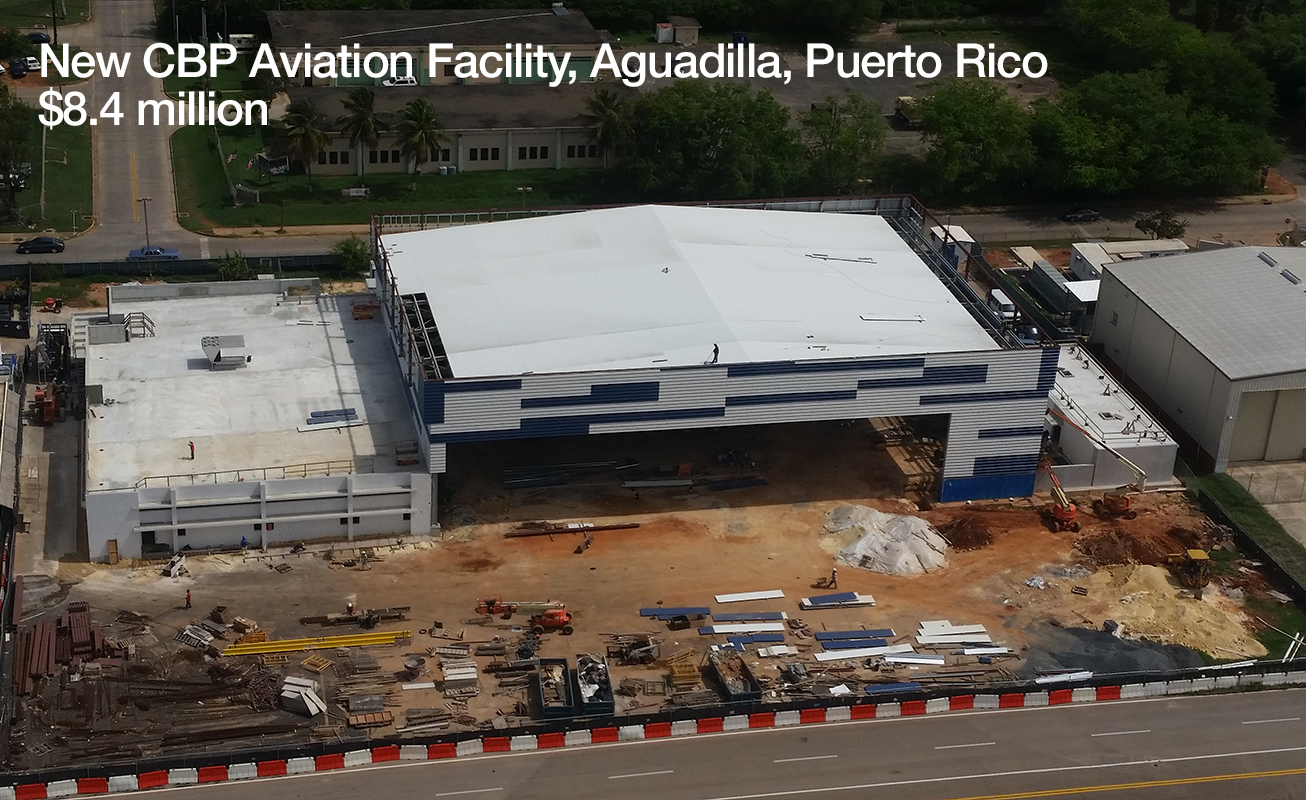 New CBP Aviation Facility, Aguadilla, Puerto Rico
$8.4 million